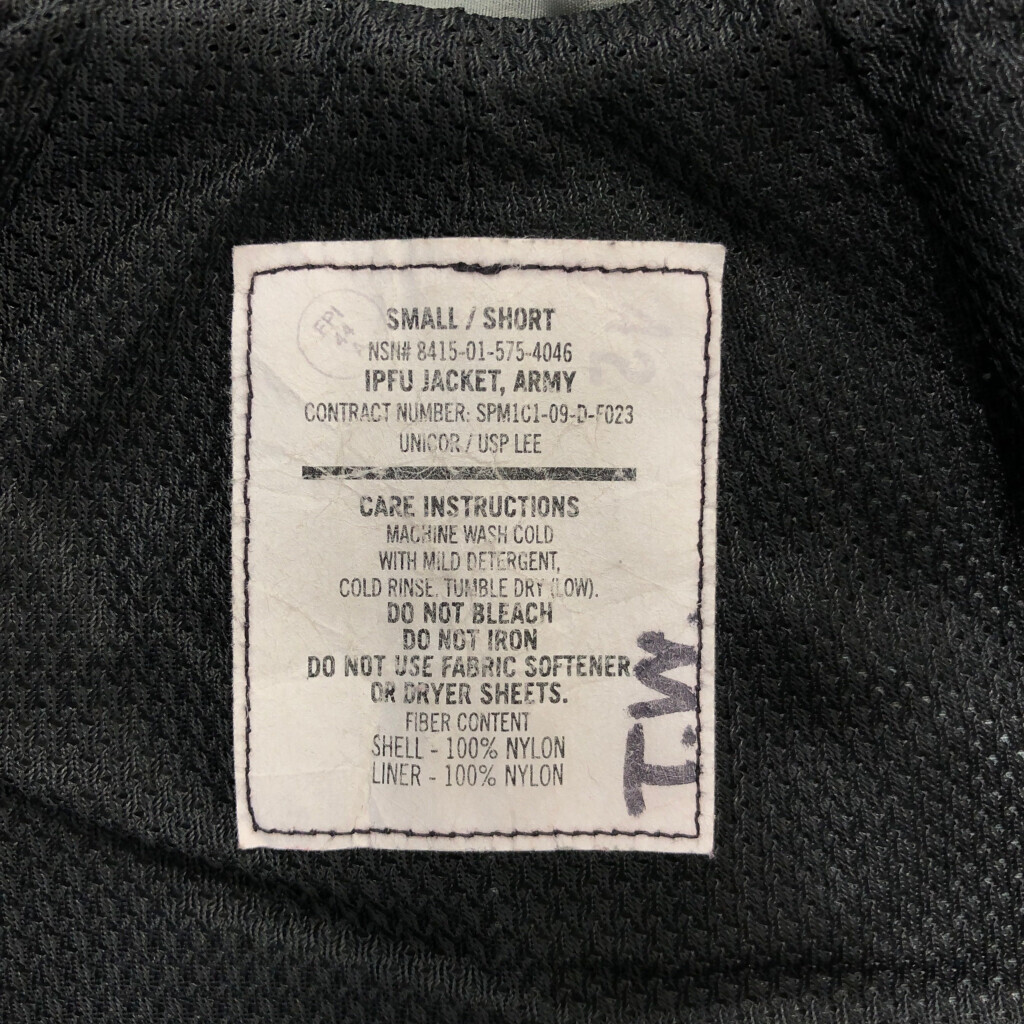 FPI
44
SMALL / SHORT
NSN# 8415-01-575-4046
IPFU JACKET, ARMY
CONTRACT NUMBER: SPM1C1-09-D-F023
UNICOR / USP LEE
CARE INSTRUCTIONS
MACHINE WASH COLD
WITH MILD DETERGENT,
COLD RINSE. TUMBLE DRY (LOW).
DO NOT BLEACH
DO NOT IRON
DO NOT USE FABRIC SOFTENER
OR DRYER SHEETS.
FIBER CONTENT
SHELL - 100% NYLON
LINER - 100% NYLON
T.W.